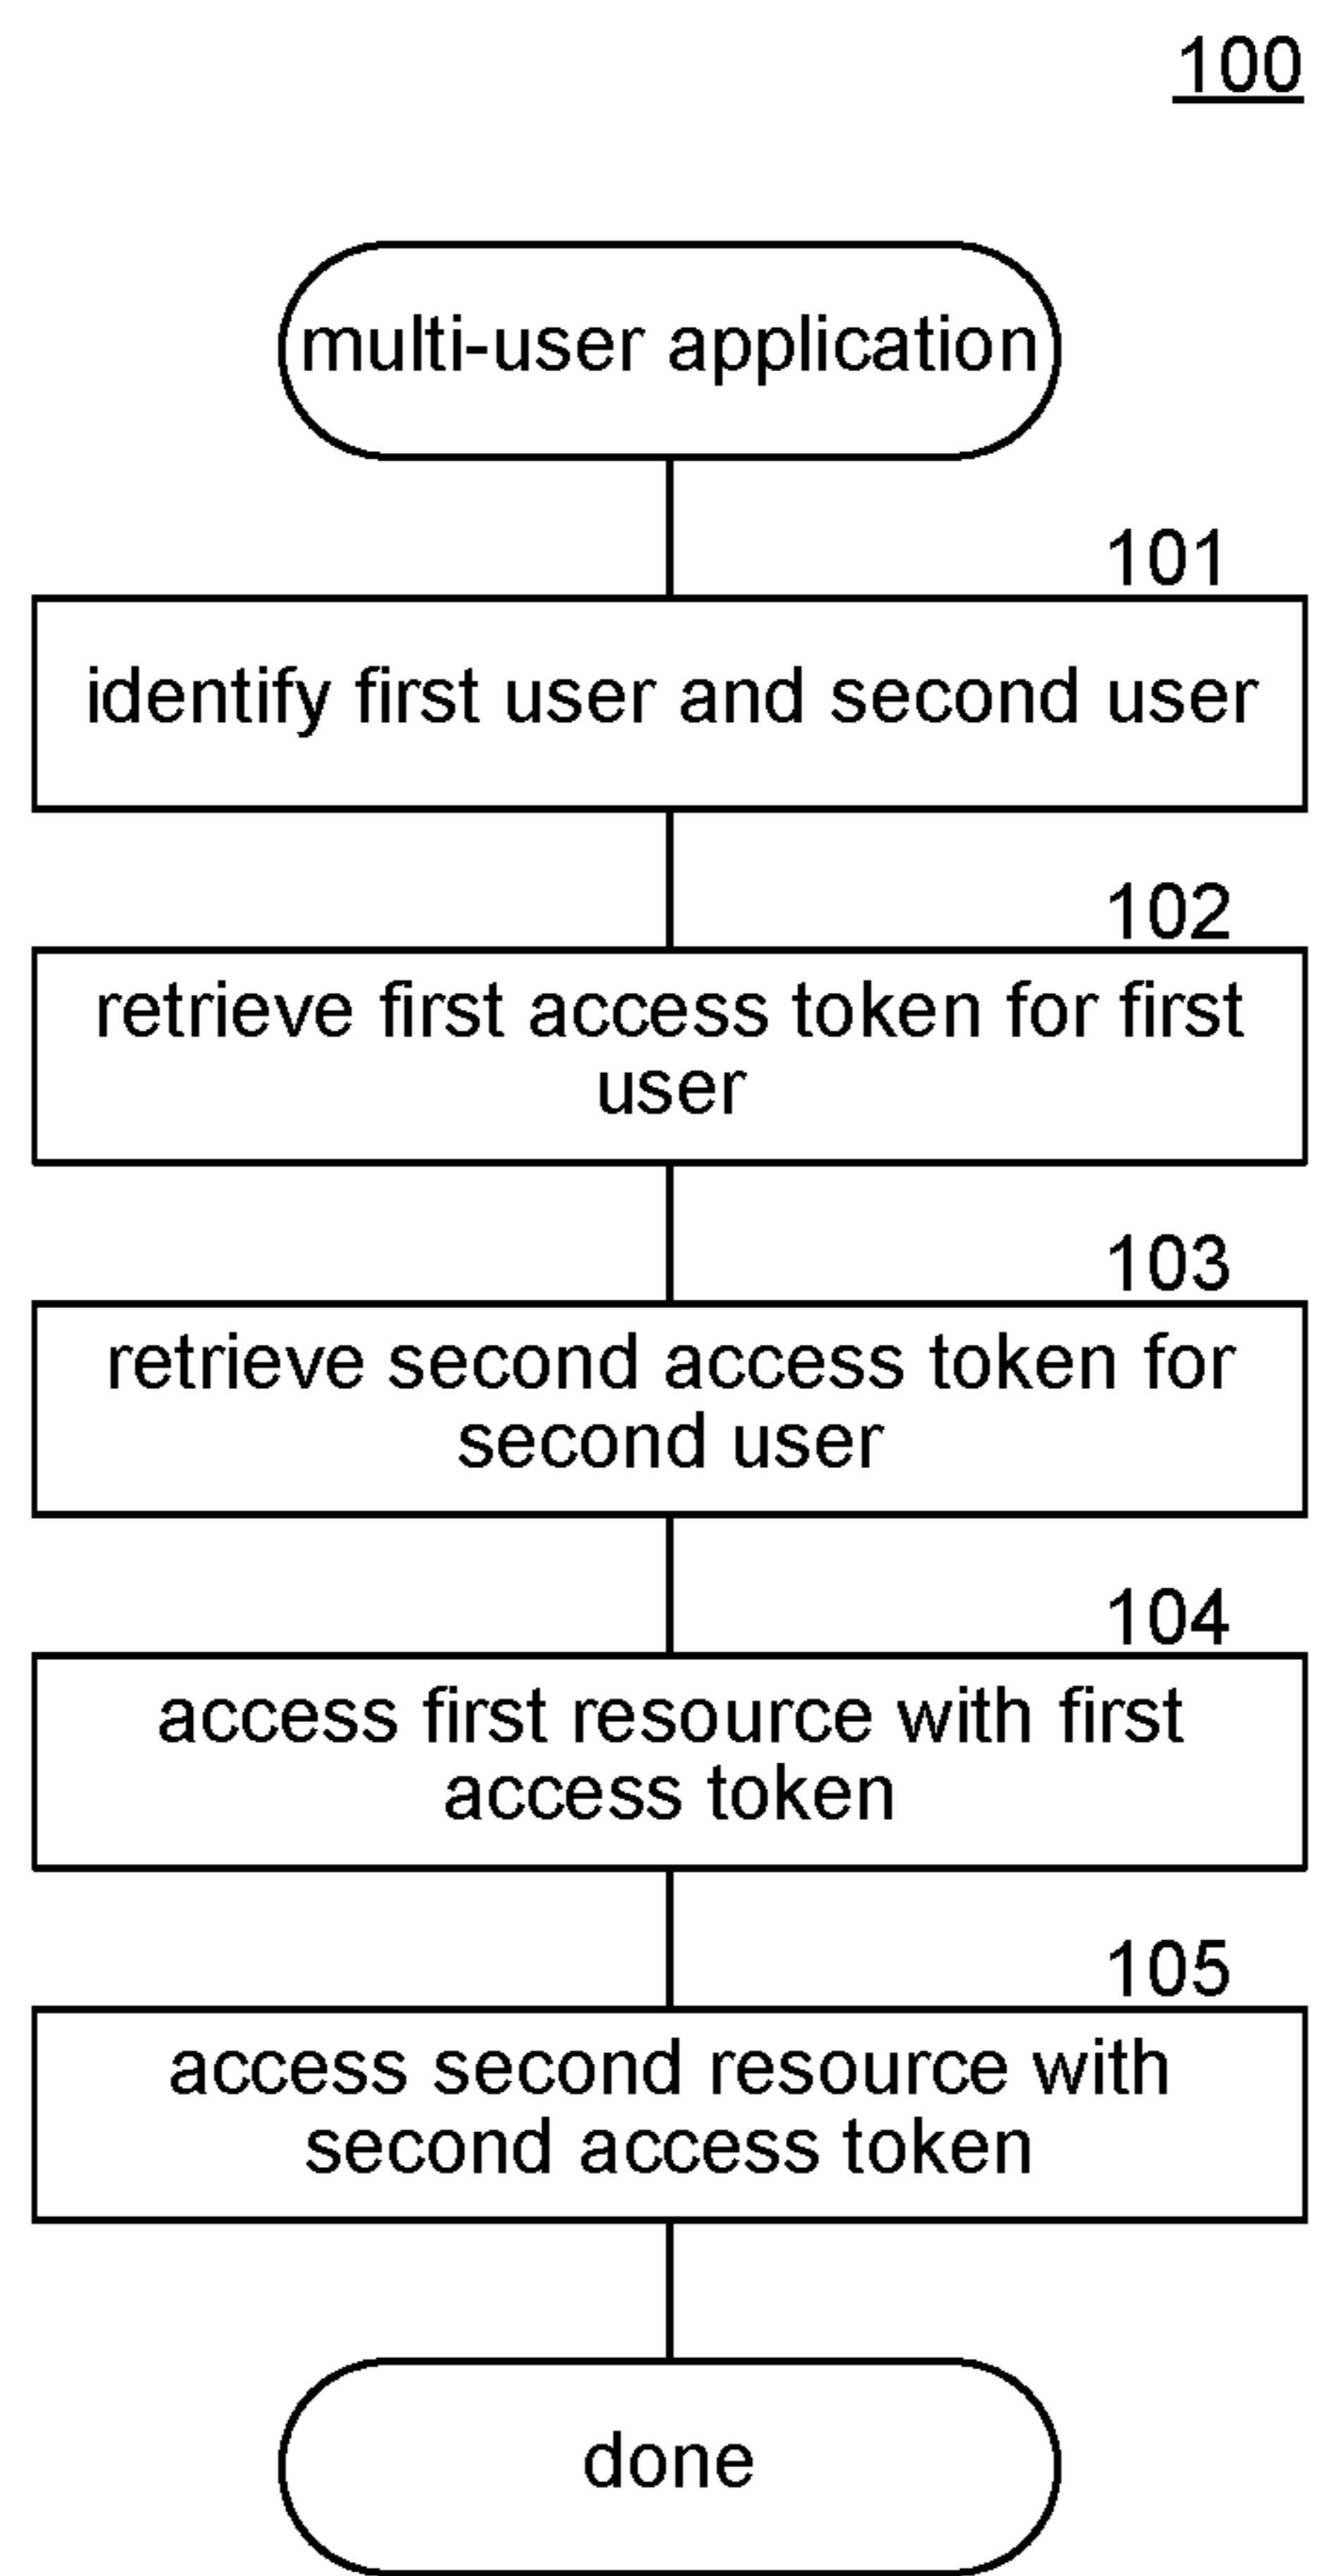 100
multi-user application
101
identify first user and second user
102
retrieve first access token for first
user
103
retrieve second access token for
second user
104
access first resource with first
access token
105
access second resource with
second access token
done